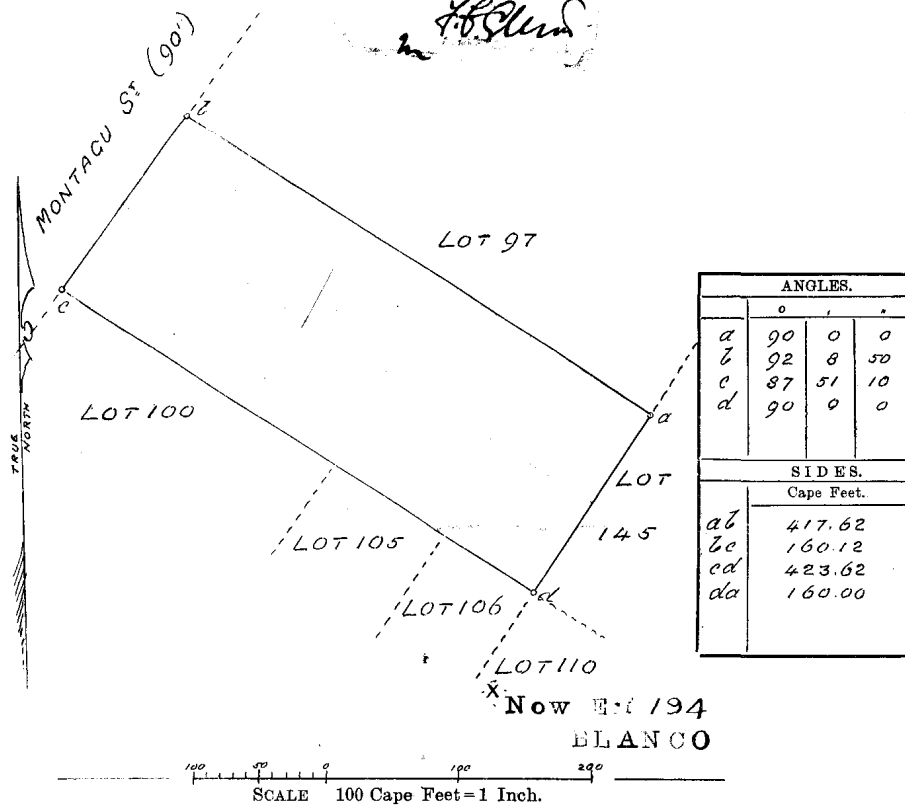 MONTAGU ST (90')
b
LOT 97
c
TRUE NORTH
LOT 100
a
LOT
145
LOT 105
LOT 106
d
LOT 110
X Now Erf 194
BLANCO
ANGLES.
o , "
a 90 0 0
b 92 8 50
c 87 51 10
d 90 0 0
SIDES.
Cape Feet.
ab 417.62
bc 160.12
cd 423.62
da 160.00
100 50 0 100 200
SCALE 100 Cape Feet=1 Inch.